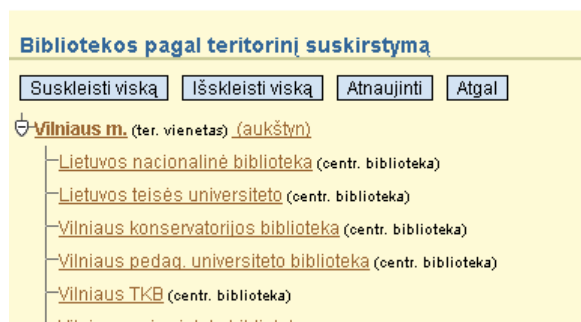 Bibliotekos pagal teritorinį suskirstymą
Suskleisti viską Išskleisti viską Atnaujinti Atgal
Vilniaus m. (ter. vienetas) (aukštyn)
Lietuvos nacionalinė biblioteka (centr. biblioteka)
Lietuvos teisės universiteto (centr. biblioteka)
Vilniaus konservatorijos biblioteka (centr. biblioteka)
Vilniaus pedag. universiteto biblioteka (centr. biblioteka)
Vilniaus TKB (centr. biblioteka)